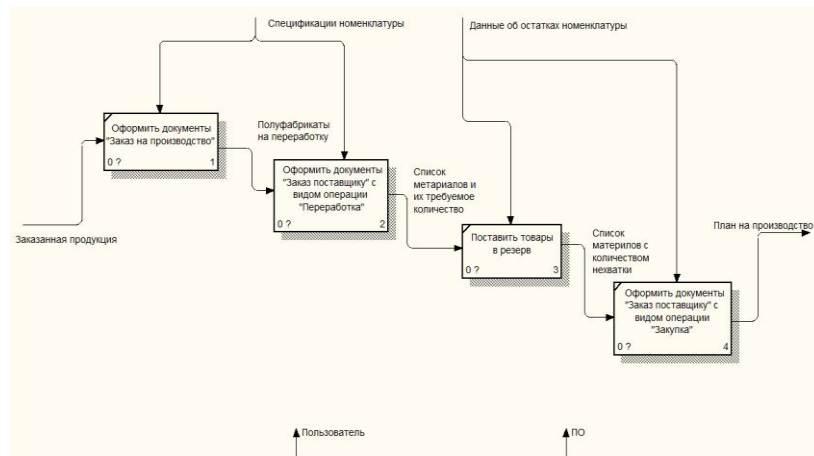 Спецификации номенклатуры
Данные об остатках номенклатуры
Оформить документы
"Заказ на производство"
0 ?
1
Полуфабрикаты
на переработку
Оформить документы
"Заказ поставщику" с
видом операции
"Переработка"
0 ?
2
Список
метариалов и
их требуемое
количество
Заказанная продукция
Поставить товары
в резерв
0 ?
3
Список
материлов с
количеством
нехватки
План на производство
Оформить документы
"Заказ поставщику" с
видом операции
"Закупка"
0 ?
4
Пользователь
ПО